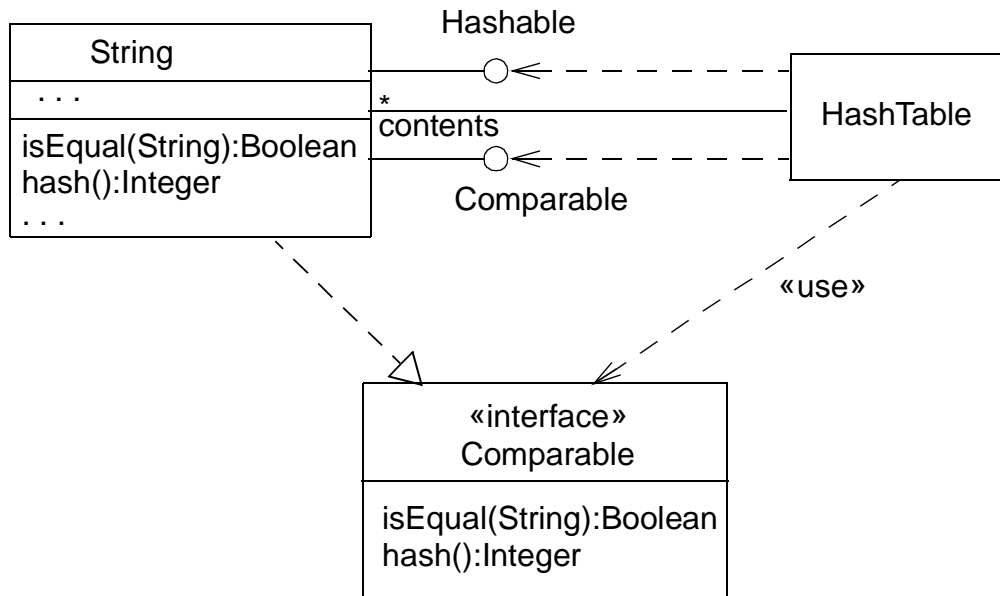 Hashable
String
. . .
*
contents
HashTable
isEqual(String):Boolean
hash():Integer
. . .
Comparable
«use»
«interface»
Comparable
isEqual(String):Boolean
hash():Integer